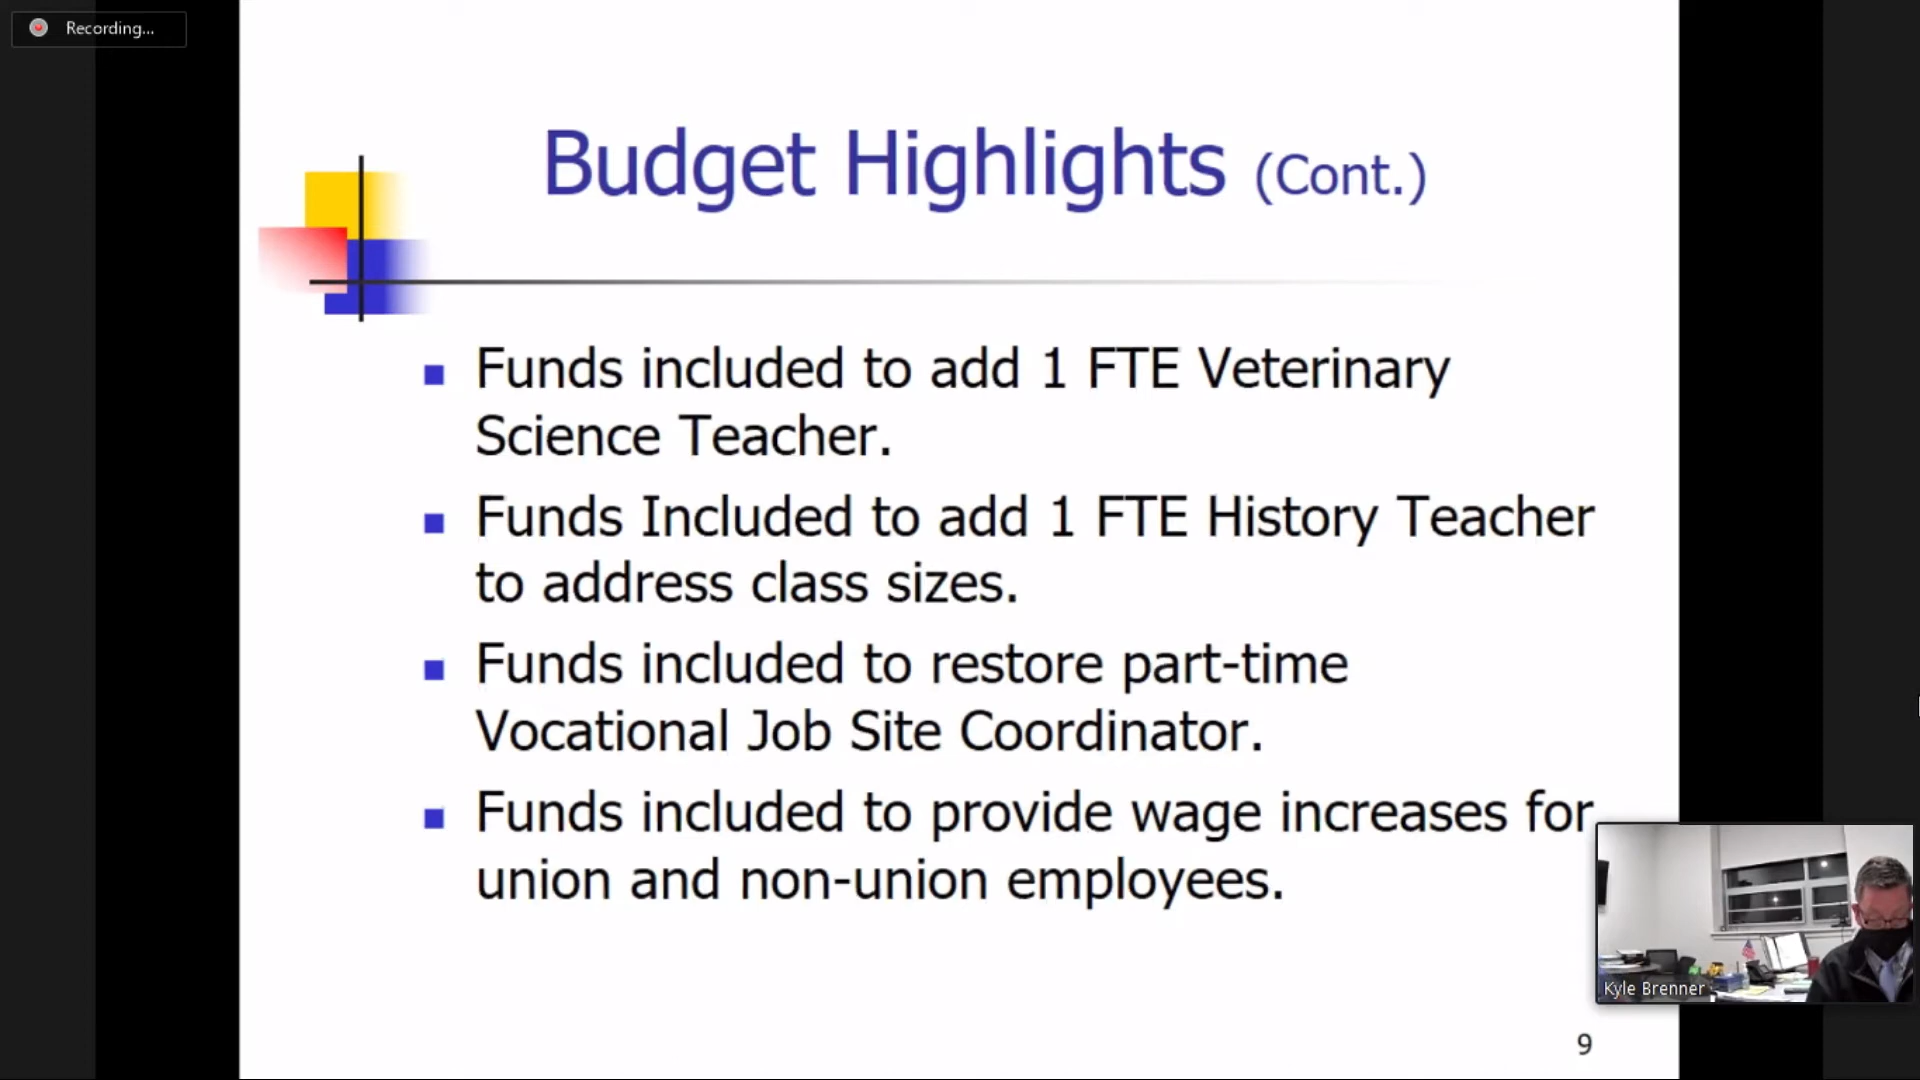 Recording...
Budget Highlights (Cont.)
Funds included to add 1 FTE Veterinary
Science Teacher.
Funds Included to add 1 FTE History Teacher
to address class sizes.
Funds included to restore part-time
Vocational Job Site Coordinator.
Funds included to provide wage increases for
union and non-union employees.
Kyle Brenner
9